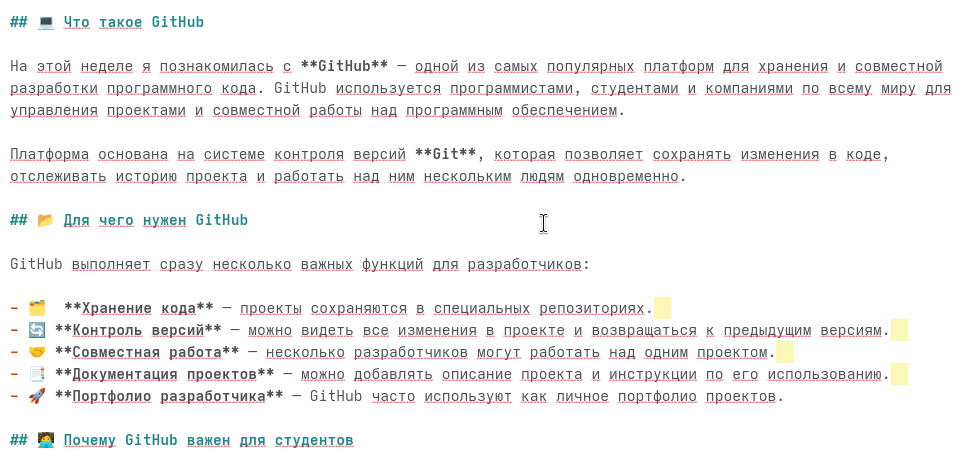 ## 💻 Что такое GitHub
На этой неделе я познакомилась с **GitHub** — одной из самых популярных платформ для хранения и совместной
разработки программного кода. GitHub используется программистами, студентами и компаниями по всему миру для
управления проектами и совместной работы над программным обеспечением.
Платформа основана на системе контроля версий **Git**, которая позволяет сохранять изменения в коде,
отслеживать историю проекта и работать над ним нескольким людям одновременно.
## 📂 Для чего нужен GitHub
GitHub выполняет сразу несколько важных функций для разработчиков:
- 🗂️ **Хранение кода** — проекты сохраняются в специальных репозиториях.
- 🔄 **Контроль версий** — можно видеть все изменения в проекте и возвращаться к предыдущим версиям.
- 🤝 **Совместная работа** — несколько разработчиков могут работать над одним проектом.
- 📑 **Документация проектов** — можно добавлять описание проекта и инструкции по его использованию.
- 🚀 **Портфолио разработчика** — GitHub часто используют как личное портфолио проектов.
## 👩‍💻 Почему GitHub важен для студентов